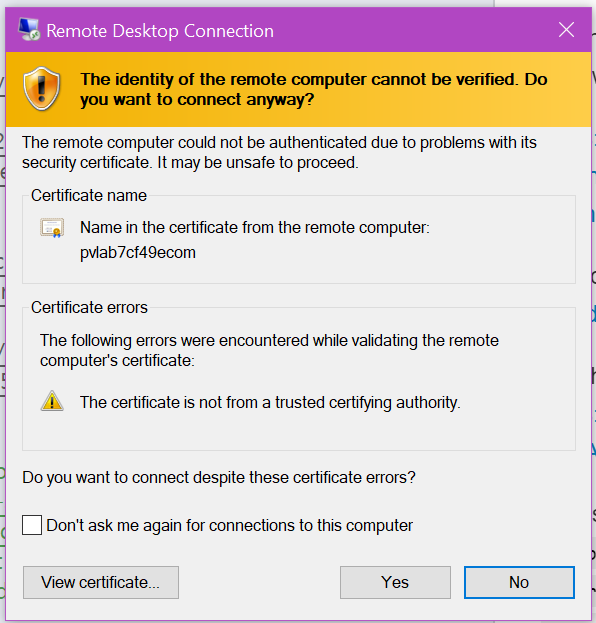 Remote Desktop Connection
The identity of the remote computer cannot be verified. Do
you want to connect anyway?
The remote computer could not be authenticated due to problems with its
security certificate. It may be unsafe to proceed.
Certificate name
Name in the certificate from the remote computer:
pvlab7cf49ecom
Certificate errors
The following errors were encountered while validating the remote
computer's certificate:
The certificate is not from a trusted certifying authority.
Do you want to connect despite these certificate errors?
Don't ask me again for connections to this computer
View certificate...
Yes
No